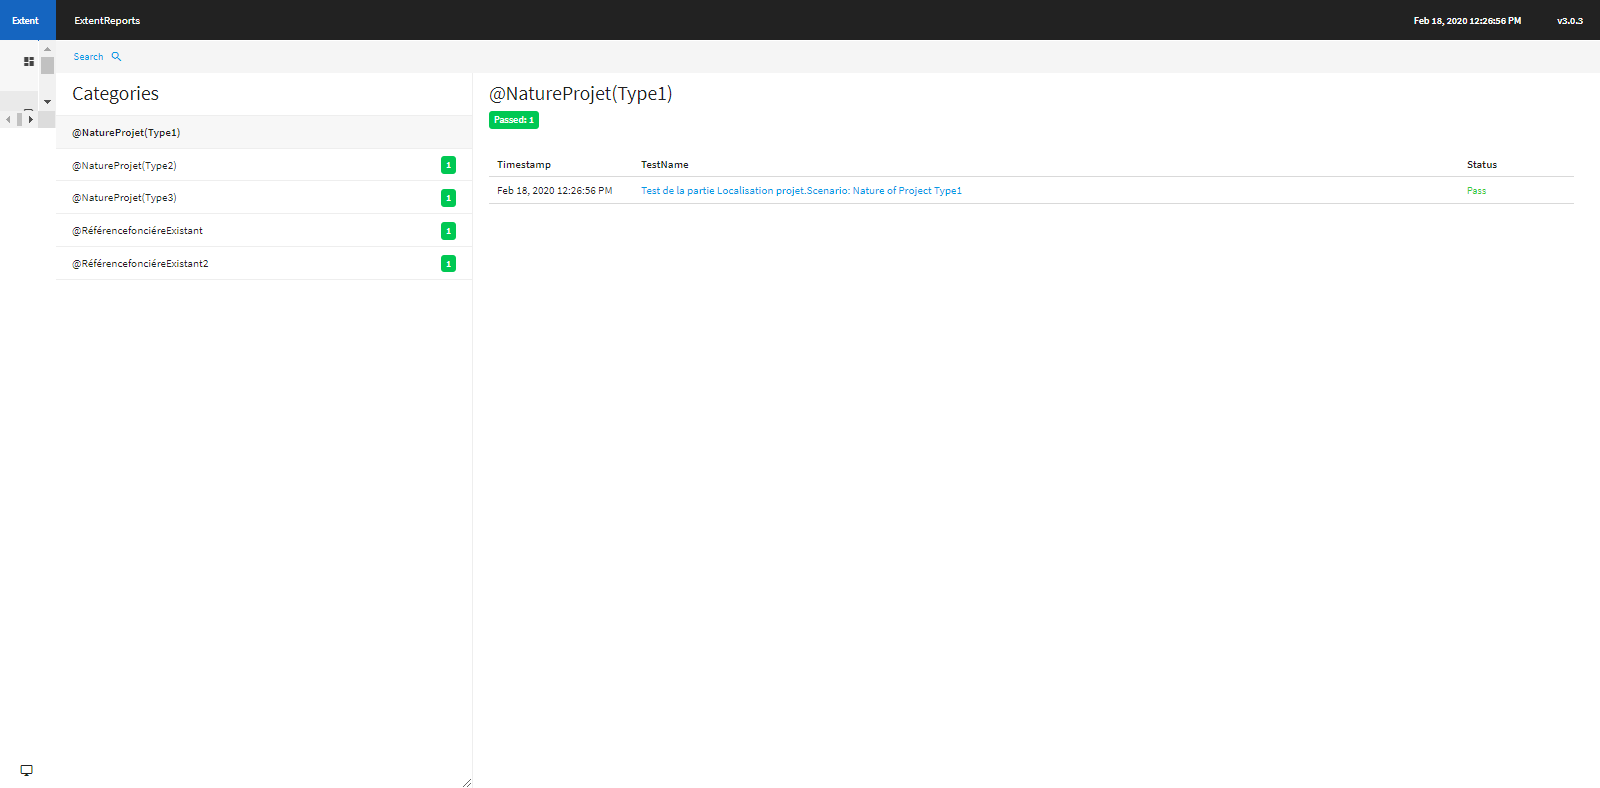 Extent
ExtentReports
Feb 18, 2020 12:26:56 PM
v3.0.3
Search
Categories
@NatureProjet(Type1)
@NatureProjet(Type2) 1
@NatureProjet(Type3) 1
@RéférencefonciéreExistant 1
@RéférencefonciéreExistant2 1
@NatureProjet(Type1)
Passed: 1
Timestamp TestName Status
Feb 18, 2020 12:26:56 PM Test de la partie Localisation projet.Scenario: Nature of Project Type1 Pass